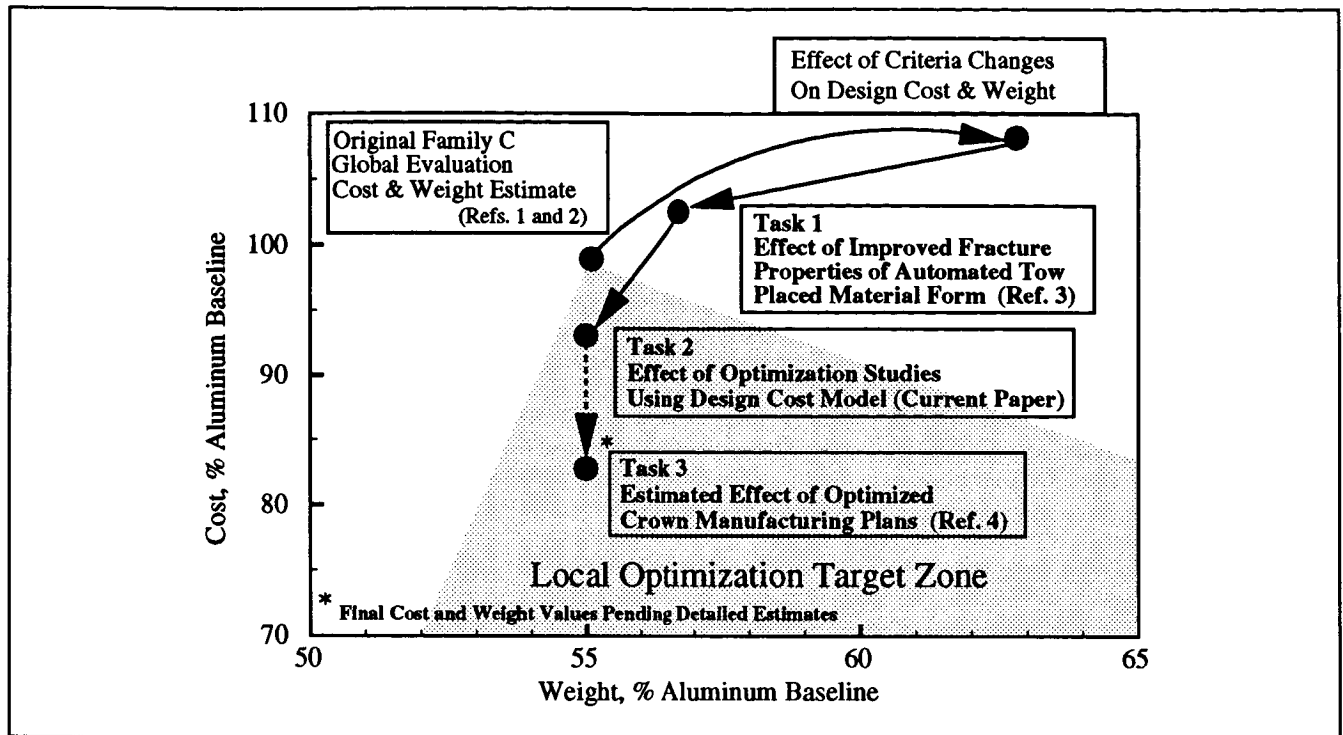 Effect of Criteria Changes
On Design Cost & Weight
110
Original Family C
Global Evaluation
Cost & Weight Estimate
(Refs. 1 and 2)
100
Task 1
Effect of Improved Fracture
Properties of Automated Tow
Placed Material Form (Ref. 3)
Task 2
Effect of Optimization Studies
Using Design Cost Model (Current Paper)
90
*
Task 3
Estimated Effect of Optimized
Crown Manufacturing Plans (Ref. 4)
80
Local Optimization Target Zone
* Final Cost and Weight Values Pending Detailed Estimates
70
Cost, % Aluminum Baseline
50 55 60 65
Weight, % Aluminum Baseline